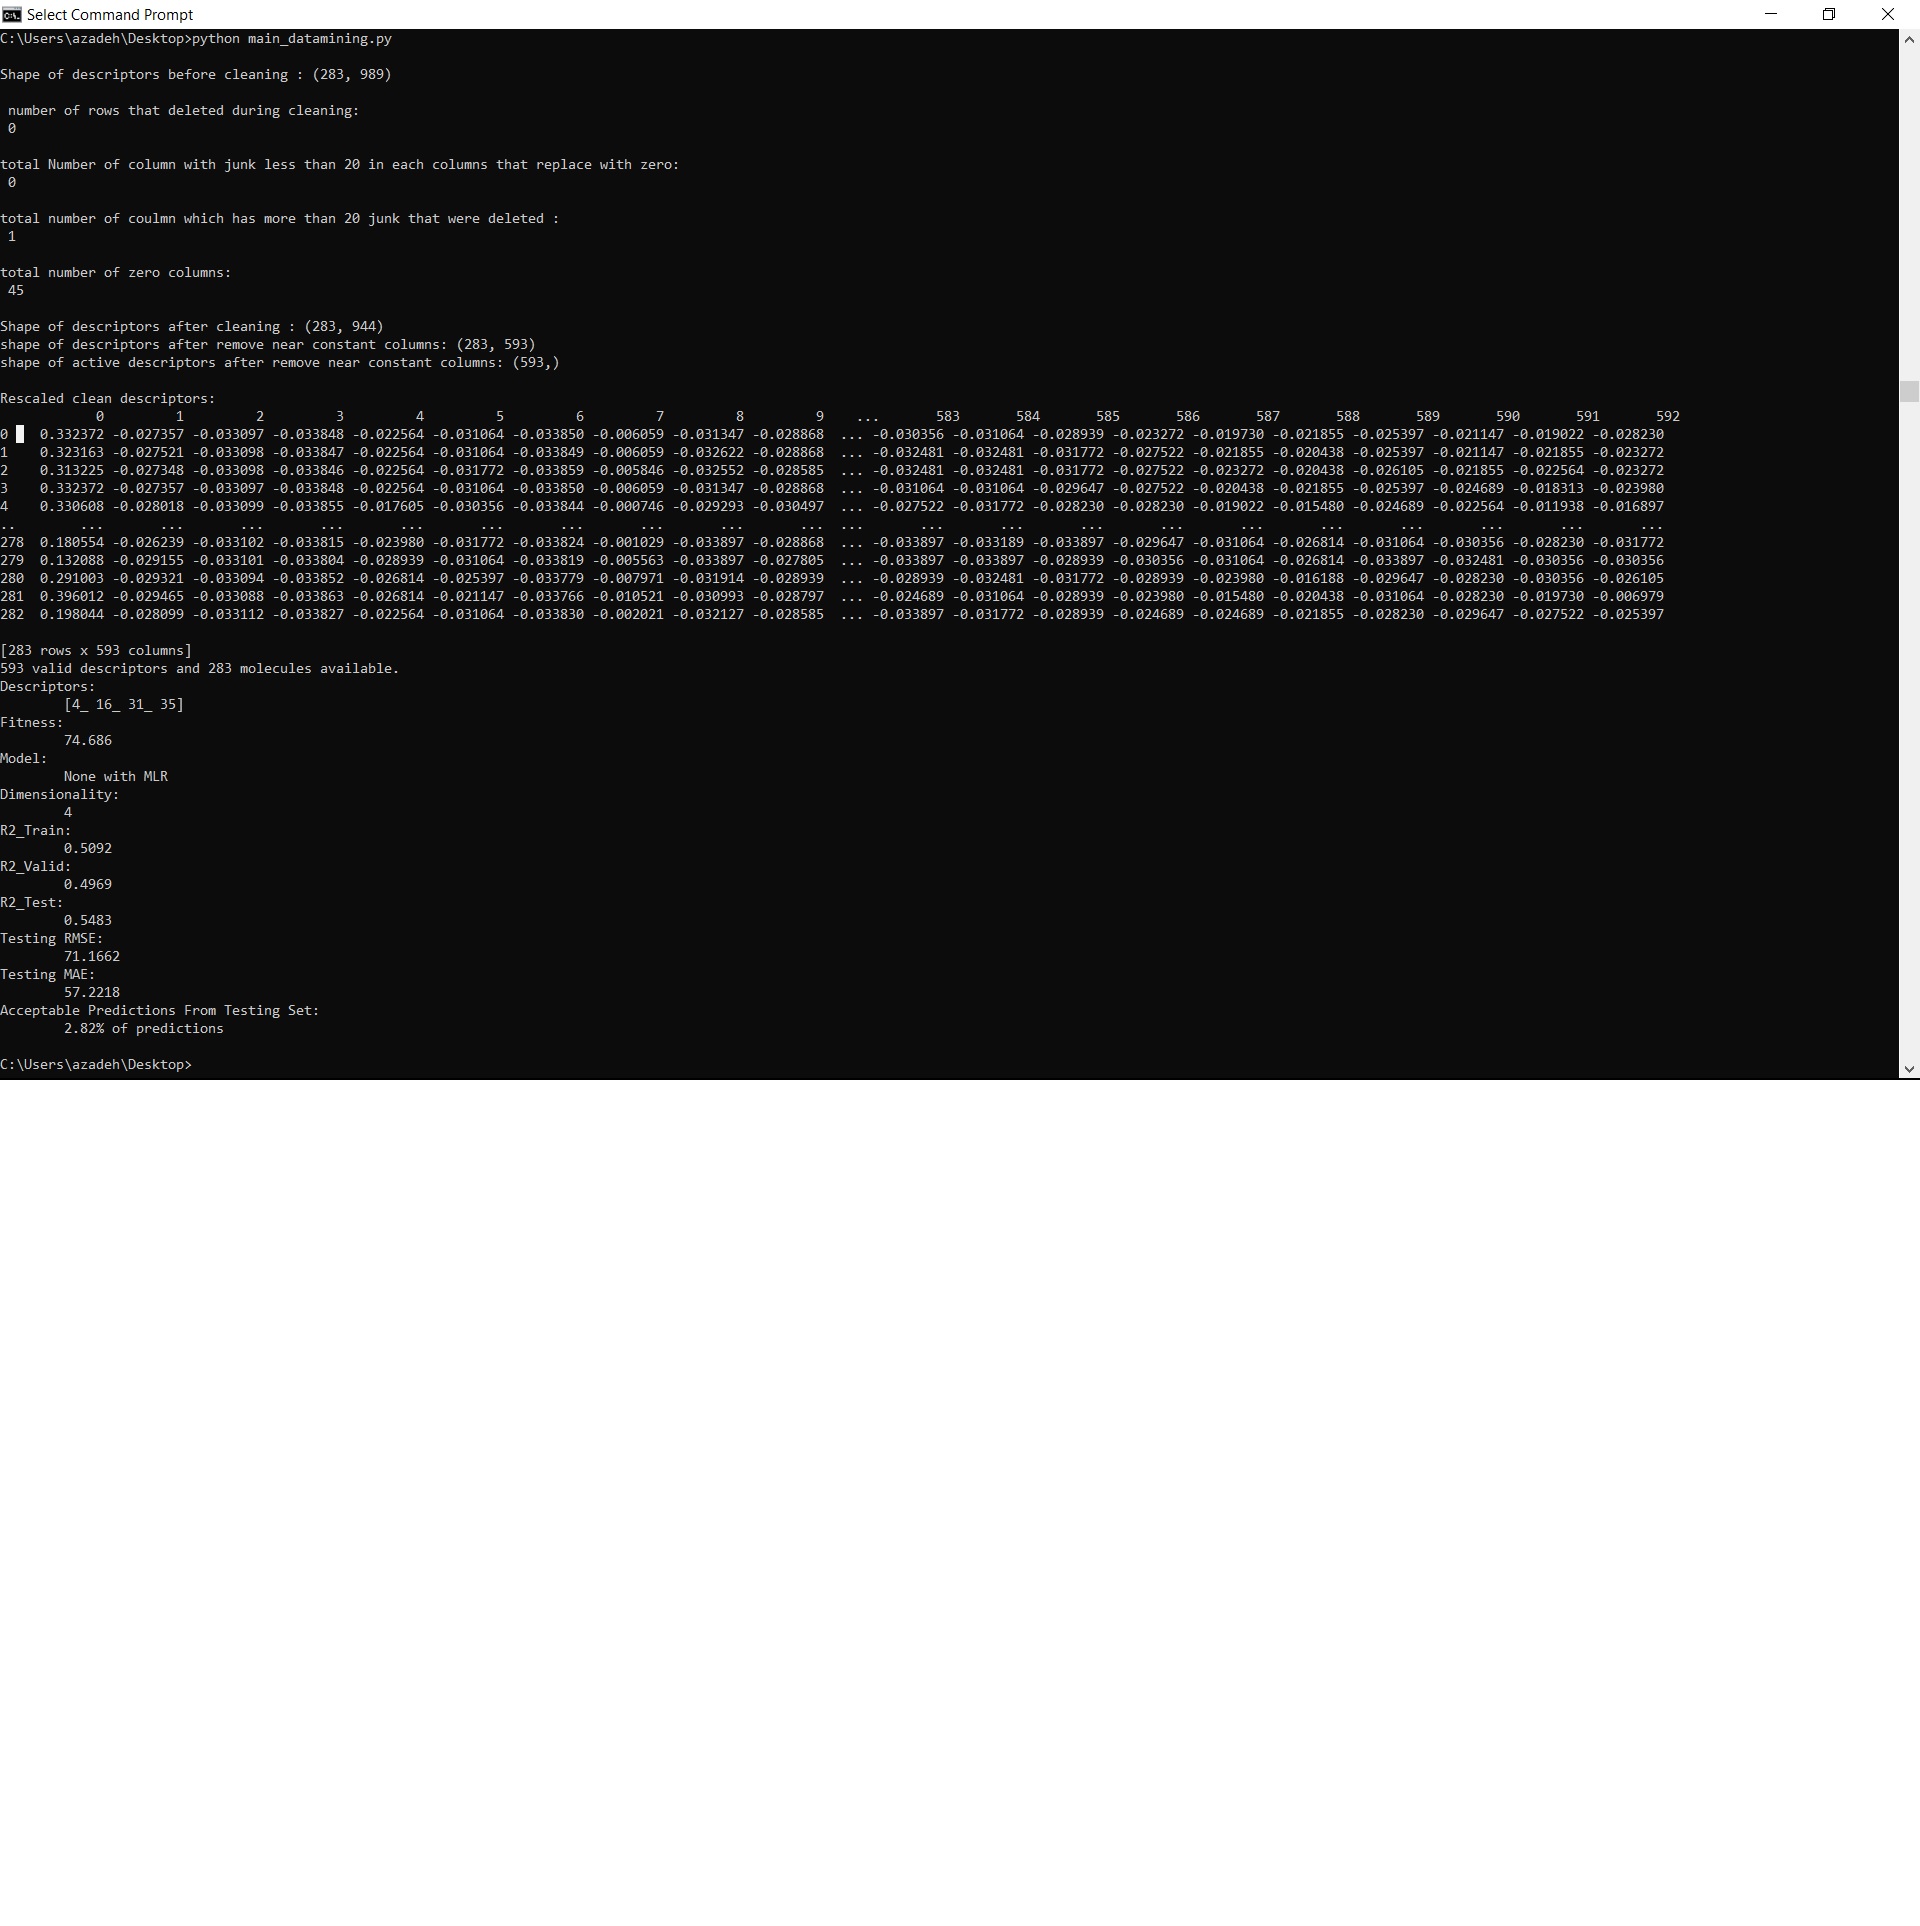 Select Command Prompt
C:\Users\azadeh\Desktop>python main_datamining.py
Shape of descriptors before cleaning : (283, 989)
number of rows that deleted during cleaning:
0
total Number of column with junk less than 20 in each columns that replace with zero:
0
total number of coulmn which has more than 20 junk that were deleted :
1
total number of zero columns:
45
Shape of descriptors after cleaning : (283, 944)
shape of descriptors after remove near constant columns: (283, 593)
shape of active descriptors after remove near constant columns: (593,)
Rescaled clean descriptors:
0 1 2 3 4 5 6 7 8 9 ... 583 584 585 586 587 588 589 590 591 592
0 0.332372 -0.027357 -0.033097 -0.033848 -0.022564 -0.031064 -0.033850 -0.006059 -0.031347 -0.028868 ... -0.030356 -0.031064 -0.028939 -0.023272 -0.019730 -0.021855 -0.025397 -0.021147 -0.019022 -0.028230
1 0.323163 -0.027521 -0.033098 -0.033847 -0.022564 -0.031064 -0.033849 -0.006059 -0.032622 -0.028868 ... -0.032481 -0.032481 -0.031772 -0.027522 -0.021855 -0.020438 -0.025397 -0.021147 -0.021855 -0.023272
2 0.313225 -0.027348 -0.033098 -0.033846 -0.022564 -0.031772 -0.033859 -0.005846 -0.032552 -0.028585 ... -0.032481 -0.032481 -0.031772 -0.027522 -0.023272 -0.020438 -0.026105 -0.021855 -0.022564 -0.023272
3 0.332372 -0.027357 -0.033097 -0.033848 -0.022564 -0.031064 -0.033850 -0.006059 -0.031347 -0.028868 ... -0.031064 -0.031064 -0.029647 -0.027522 -0.020438 -0.021855 -0.025397 -0.024689 -0.018313 -0.023980
4 0.330608 -0.028018 -0.033099 -0.033855 -0.017605 -0.030356 -0.033844 -0.000746 -0.029293 -0.030497 ... -0.027522 -0.031772 -0.028230 -0.028230 -0.019022 -0.015480 -0.024689 -0.022564 -0.011938 -0.016897
.. ... ... ... ... ... ... ... ... ... ... ... ... ... ... ... ... ... ... ... ... ...
278 0.180554 -0.026239 -0.033102 -0.033815 -0.023980 -0.031772 -0.033824 -0.001029 -0.033897 -0.028868 ... -0.033897 -0.033189 -0.033897 -0.029647 -0.031064 -0.026814 -0.031064 -0.030356 -0.028230 -0.031772
279 0.132088 -0.029155 -0.033101 -0.033804 -0.028939 -0.031064 -0.033819 -0.005563 -0.033897 -0.027805 ... -0.033897 -0.033897 -0.028939 -0.030356 -0.031064 -0.026814 -0.033897 -0.032481 -0.030356 -0.030356
280 0.291003 -0.029321 -0.033094 -0.033852 -0.026814 -0.025397 -0.033779 -0.007971 -0.031914 -0.028939 ... -0.028939 -0.032481 -0.031772 -0.028939 -0.023980 -0.016188 -0.029647 -0.028230 -0.030356 -0.026105
281 0.396012 -0.029465 -0.033088 -0.033863 -0.026814 -0.021147 -0.033766 -0.010521 -0.030993 -0.028797 ... -0.024689 -0.031064 -0.028939 -0.023980 -0.015480 -0.020438 -0.031064 -0.028230 -0.019730 -0.006979
282 0.198044 -0.028099 -0.033112 -0.033827 -0.022564 -0.031064 -0.033830 -0.002021 -0.032127 -0.028585 ... -0.033897 -0.031772 -0.028939 -0.024689 -0.024689 -0.021855 -0.028230 -0.029647 -0.027522 -0.025397
[283 rows x 593 columns]
593 valid descriptors and 283 molecules available.
Descriptors:
[4_ 16_ 31_ 35]
Fitness:
74.686
Model:
None with MLR
Dimensionality:
4
R2_Train:
0.5092
R2_Valid:
0.4969
R2_Test:
0.5483
Testing RMSE:
71.1662
Testing MAE:
57.2218
Acceptable Predictions From Testing Set:
2.82% of predictions
C:\Users\azadeh\Desktop>